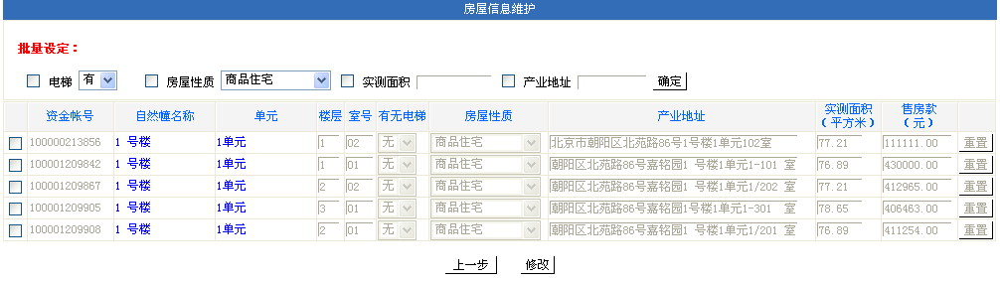 房屋信息维护
批量设定：
电梯 有 房屋性质 商品住宅 实测面积 产业地址 确定
资金帐号 自然幢名称 单元 楼层 室号 有无电梯 房屋性质 产业地址 实测面积（平方米） 售房款（元）
100000213856 1 号楼 1单元 1 02 无 商品住宅 北京市朝阳区北苑路86号1号楼1单元102室 77.21 111111.00 重置
100001209842 1 号楼 1单元 1 01 无 商品住宅 朝阳区北苑路86号嘉铭园1 号楼1单元1-101 室 76.89 430000.00 重置
100001209867 1 号楼 1单元 2 02 无 商品住宅 朝阳区北苑路86号嘉铭园1 号楼1单元1/202 室 77.21 412965.00 重置
100001209905 1 号楼 1单元 3 01 无 商品住宅 朝阳区北苑路86号嘉铭园1号楼1单元1-301 室 78.65 406463.00 重置
100001209908 1 号楼 1单元 2 01 无 商品住宅 朝阳区北苑路86号嘉铭园1 号楼1单元1/201 室 76.89 411254.00 重置
上一步 修改